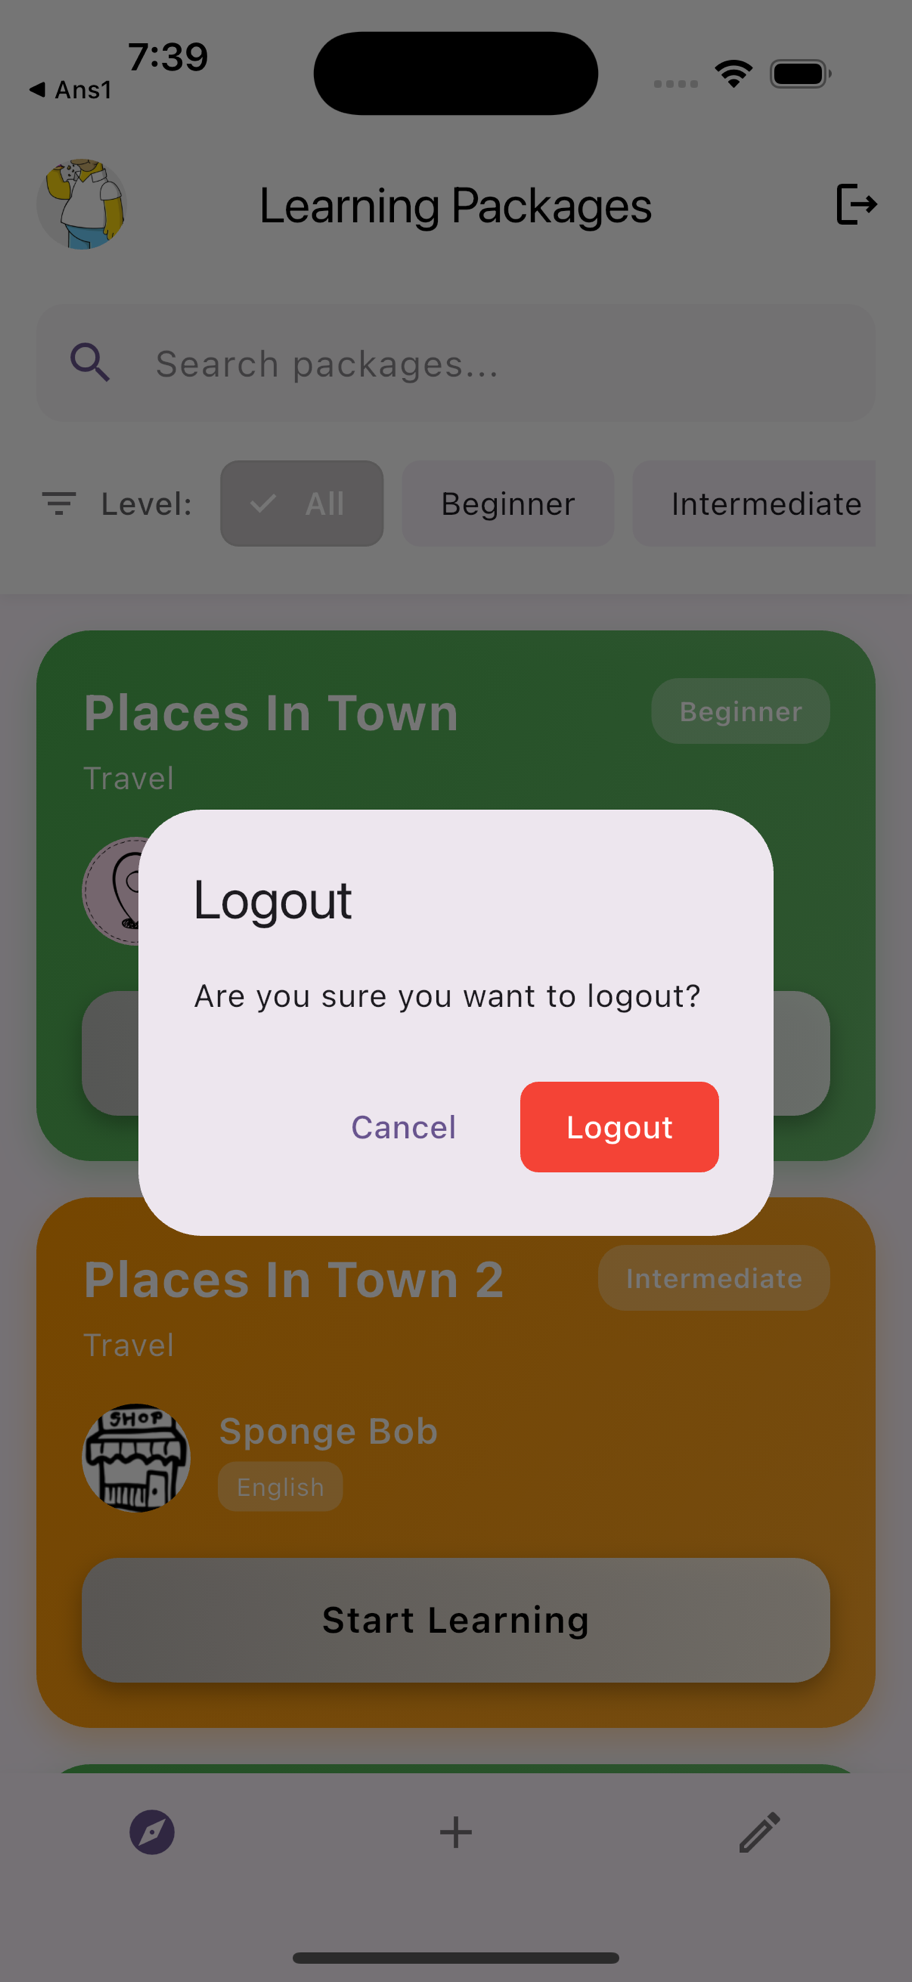 7:39
Ans1
Learning Packages
Search packages...
Level:
All
Beginner
Intermediate
Places In Town
Beginner
Travel
Logout
Are you sure you want to logout?
Cancel
Logout
Places In Town 2
Intermediate
Travel
SHOP
Sponge Bob
English
Start Learning